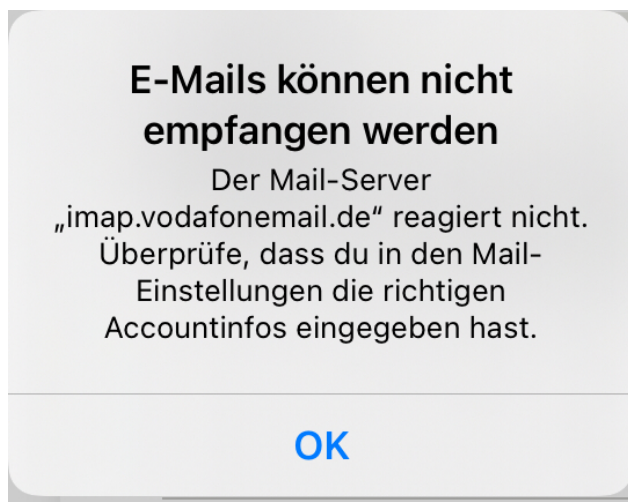 E-Mails können nicht
empfangen werden
Der Mail-Server
„imap.vodafonemail.de“ reagiert nicht.
Überprüfe, dass du in den Mail-
Einstellungen die richtigen
Accountinfos eingegeben hast.
OK